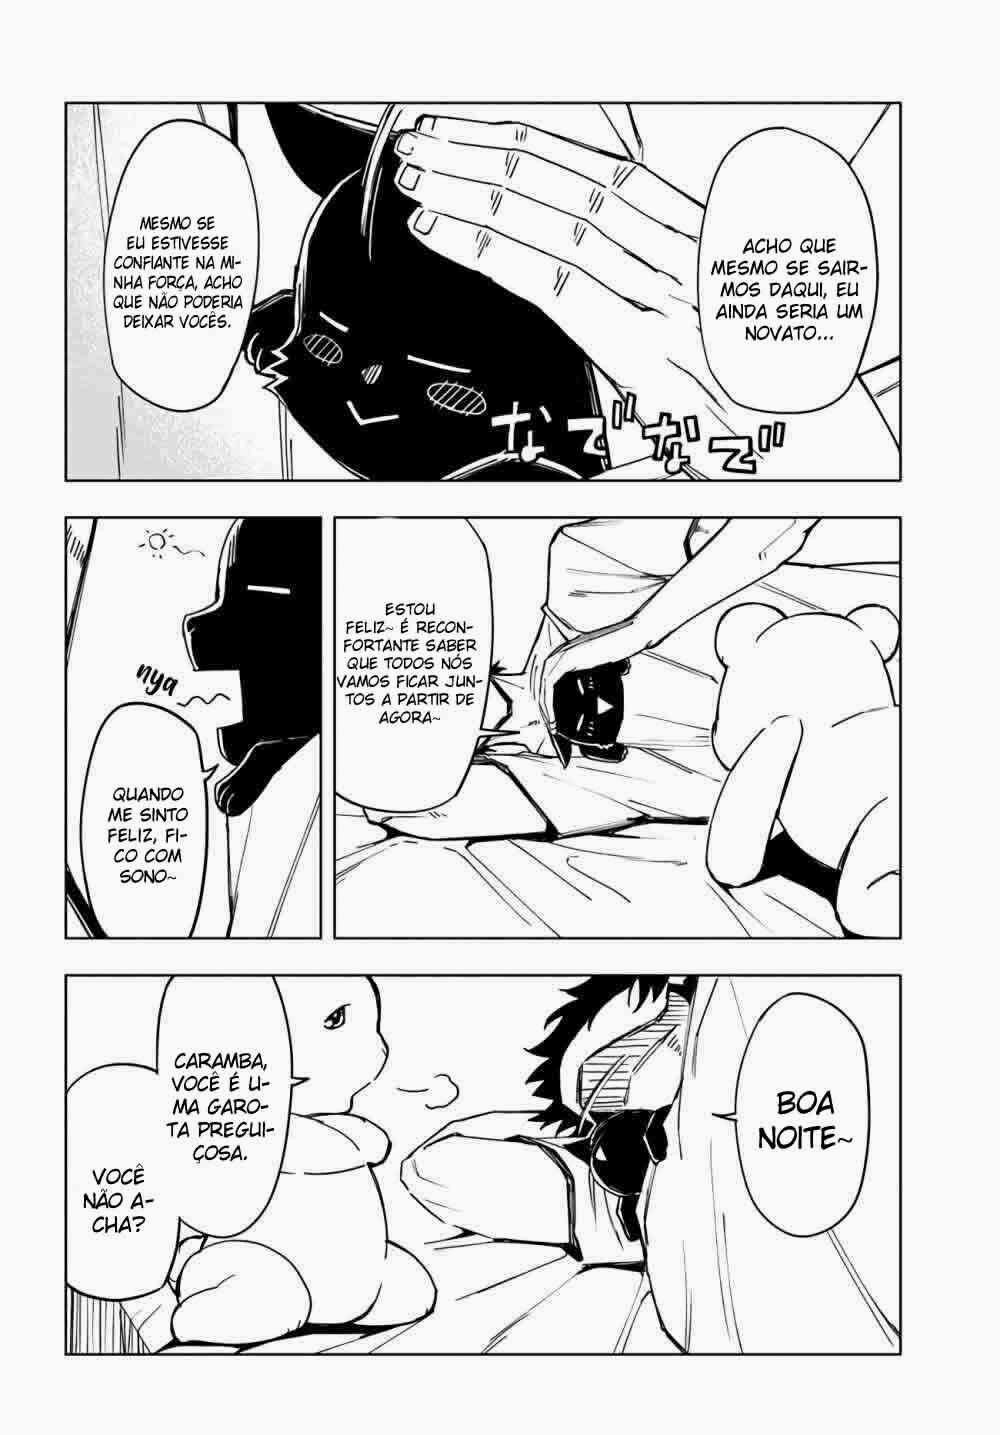 ACHO QUE
MESMO SE SAIR-
MOS DAQUI, EU
AINDA SERIA UM
NOVATO...
MESMO SE
EU ESTIVESSE
CONFIANTE NA MI-
NHA FORÇA, ACHO
QUE NÃO PODERIA
DEIXAR VOCÊS.
なでなで
ESTOU
FELIZ~ É RECON-
FORTANTE SABER
QUE TODOS NÓS
VAMOS FICAR JUN-
TOS A PARTIR DE
AGORA~
nya
QUANDO
ME SINTO
FELIZ, FI-
CO COM
SONO~
BOA
NOITE~
CARAMBA,
VOCÊ É U-
MA GARO-
TA PREGUI-
ÇOSA.
VOCÊ
NÃO A-
CHA?